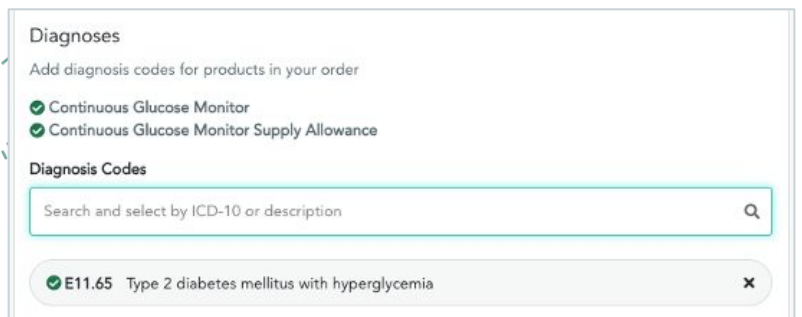 Diagnoses
Add diagnosis codes for products in your order
Continuous Glucose Monitor
Continuous Glucose Monitor Supply Allowance
Diagnosis Codes
Search and select by ICD-10 or description
E11.65 Type 2 diabetes mellitus with hyperglycemia